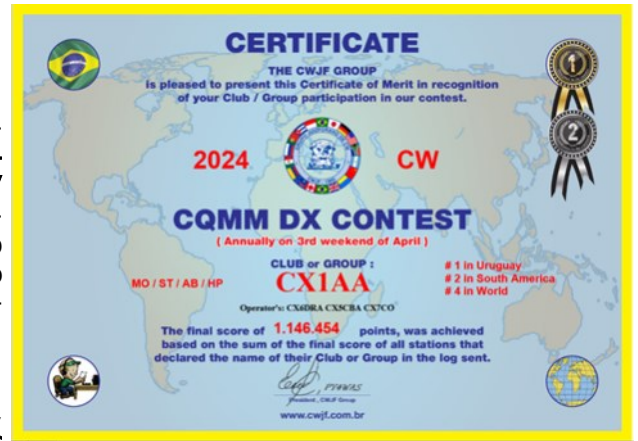 CERTIFICATE
THE CWJF GROUP
is pleased to present this Certificate of Merit in recognition
of your Club / Group participation in our contest.
1
2
2024 CW
CQMM DX CONTEST
( Annually on 3rd weekend of April )
CLUB or GROUP :
CX1AA
MO / ST / AB / HP
# 1 in Uruguay
# 2 in South America
# 4 in World
Operator's: CX6DRA CX5CBA CX7CO
The final score of 1.146.454 points, was achieved
based on the sum of the final score of all stations that
declared the name of their Club or Group in the log sent.
President , CWJF Group
www.cwjf.com.br